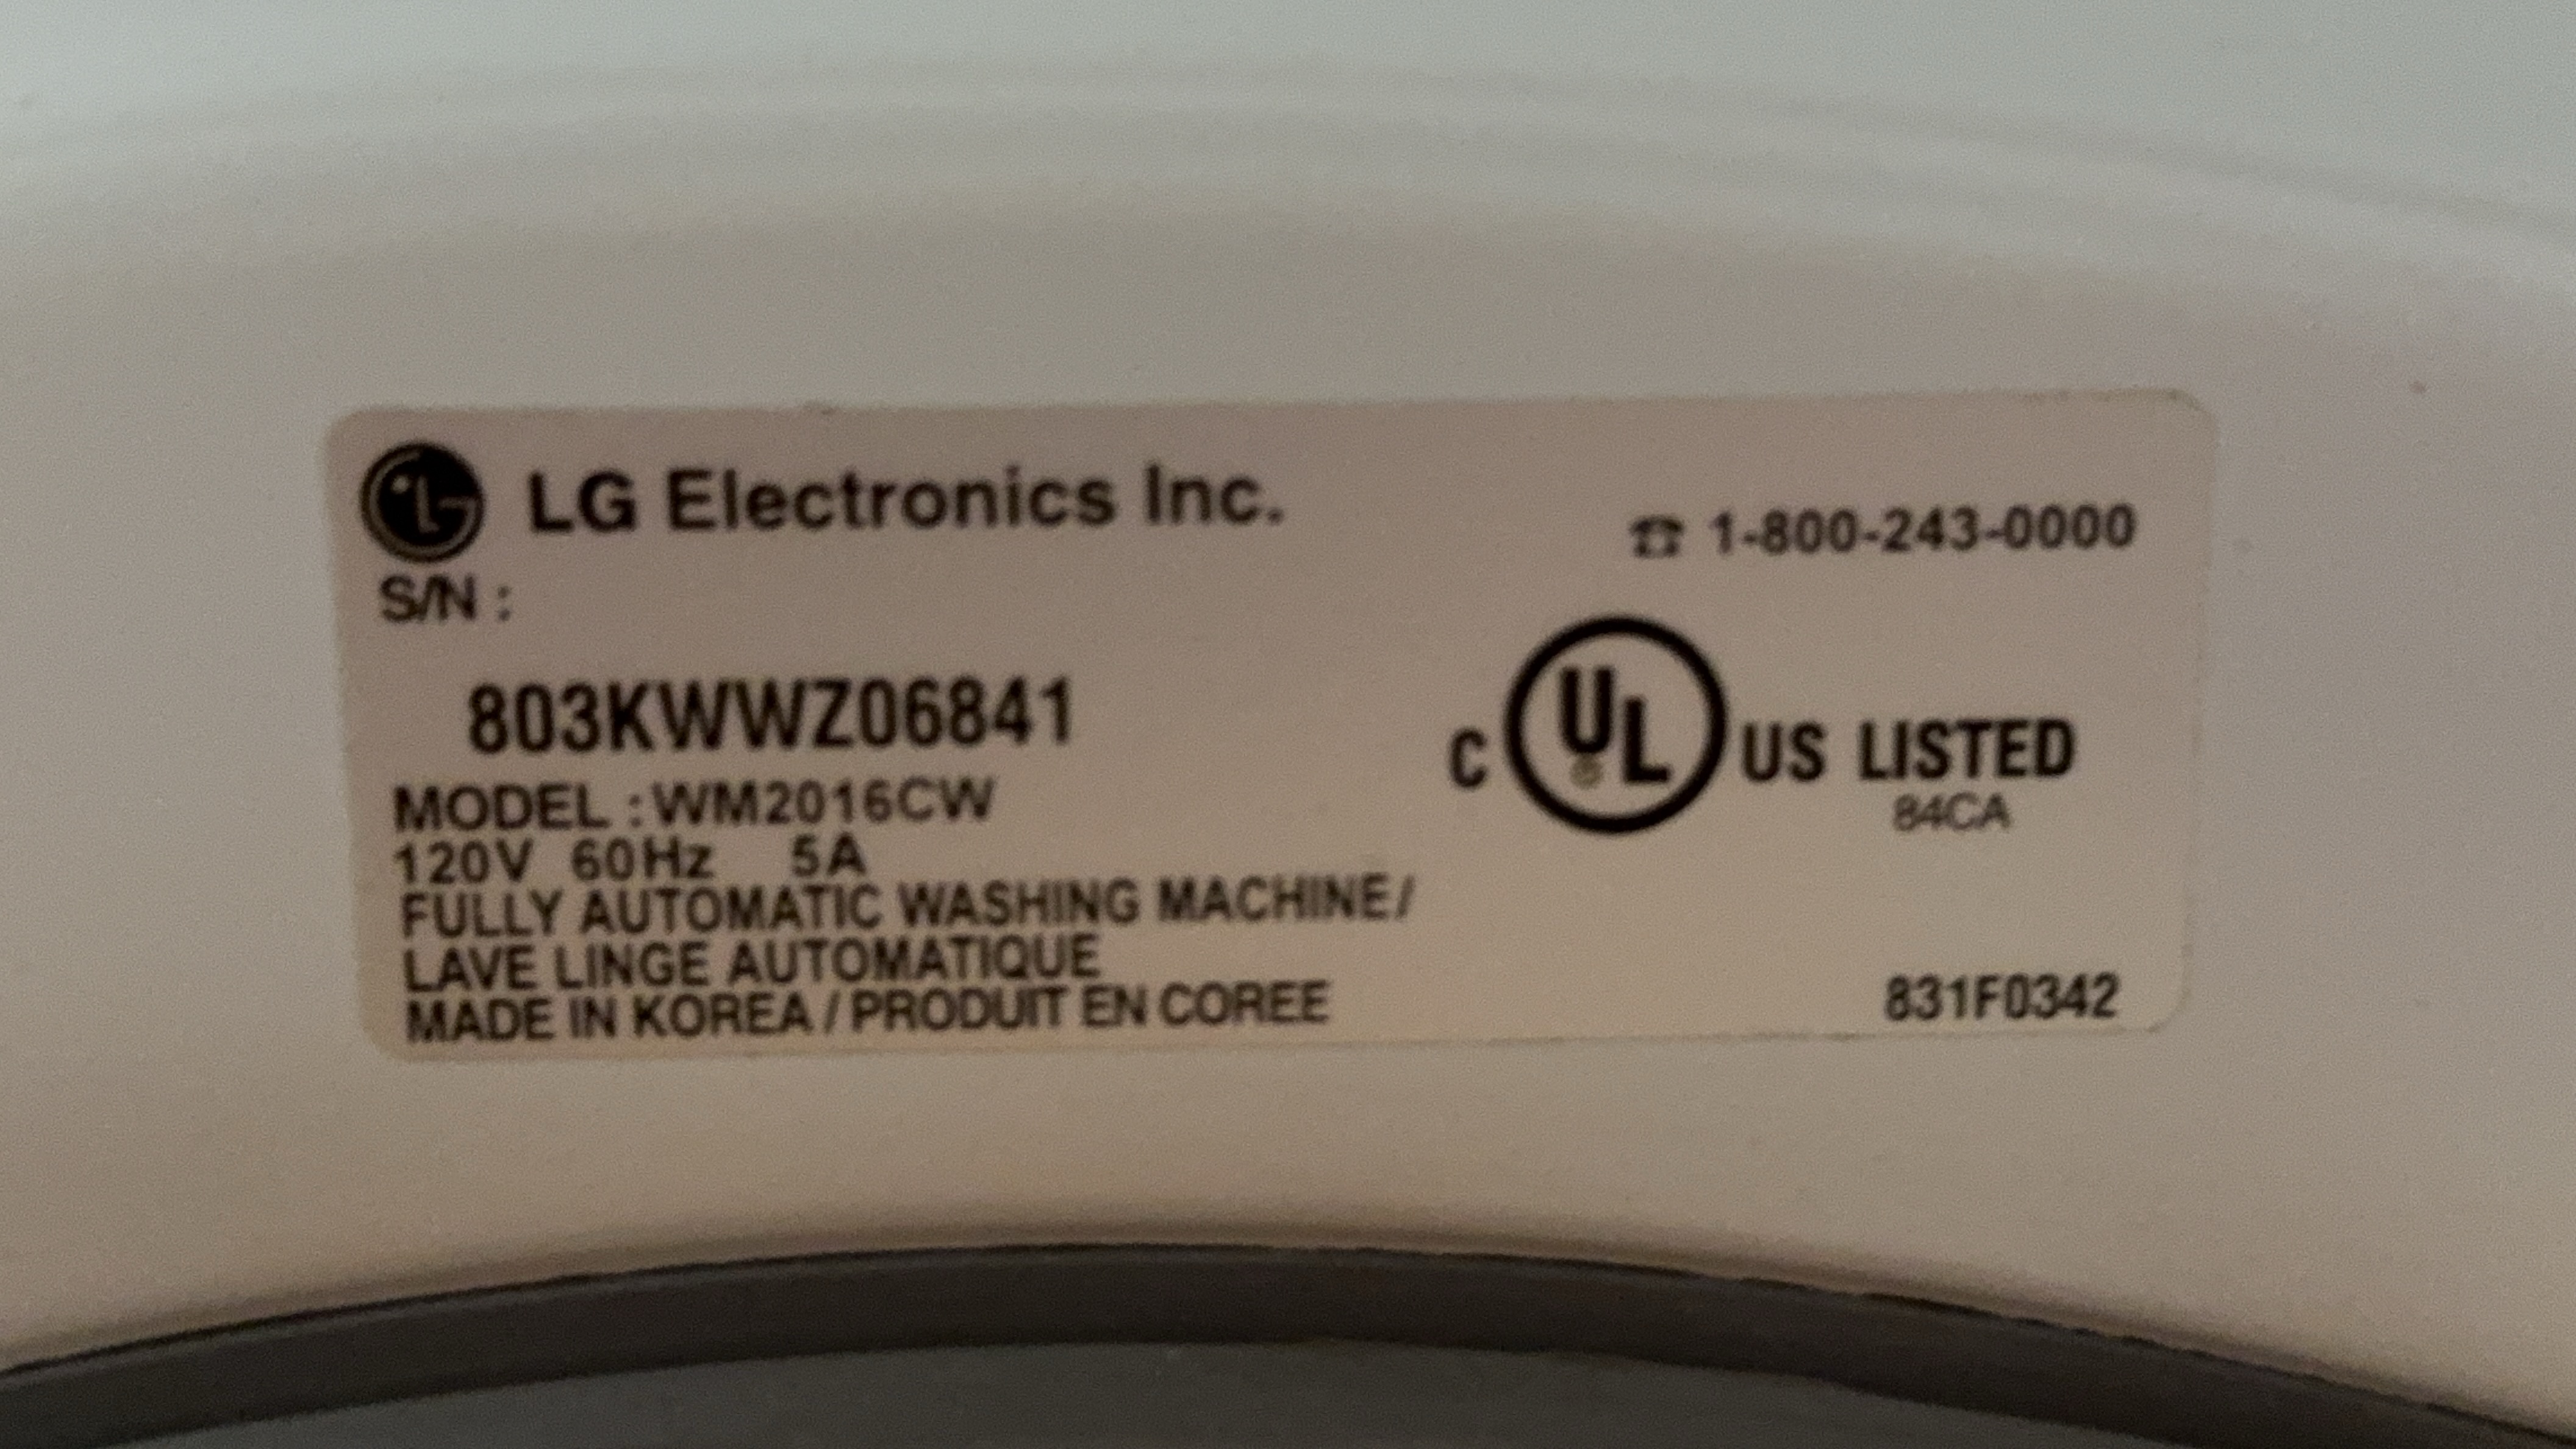 LG Electronics Inc.
☎ 1-800-243-0000
S/N :
803KWWZ06841
MODEL : WM2016CW
120V 60Hz 5A
FULLY AUTOMATIC WASHING MACHINE/
LAVE LINGE AUTOMATIQUE
MADE IN KOREA / PRODUIT EN COREE
C UL® US LISTED
84CA
831F0342